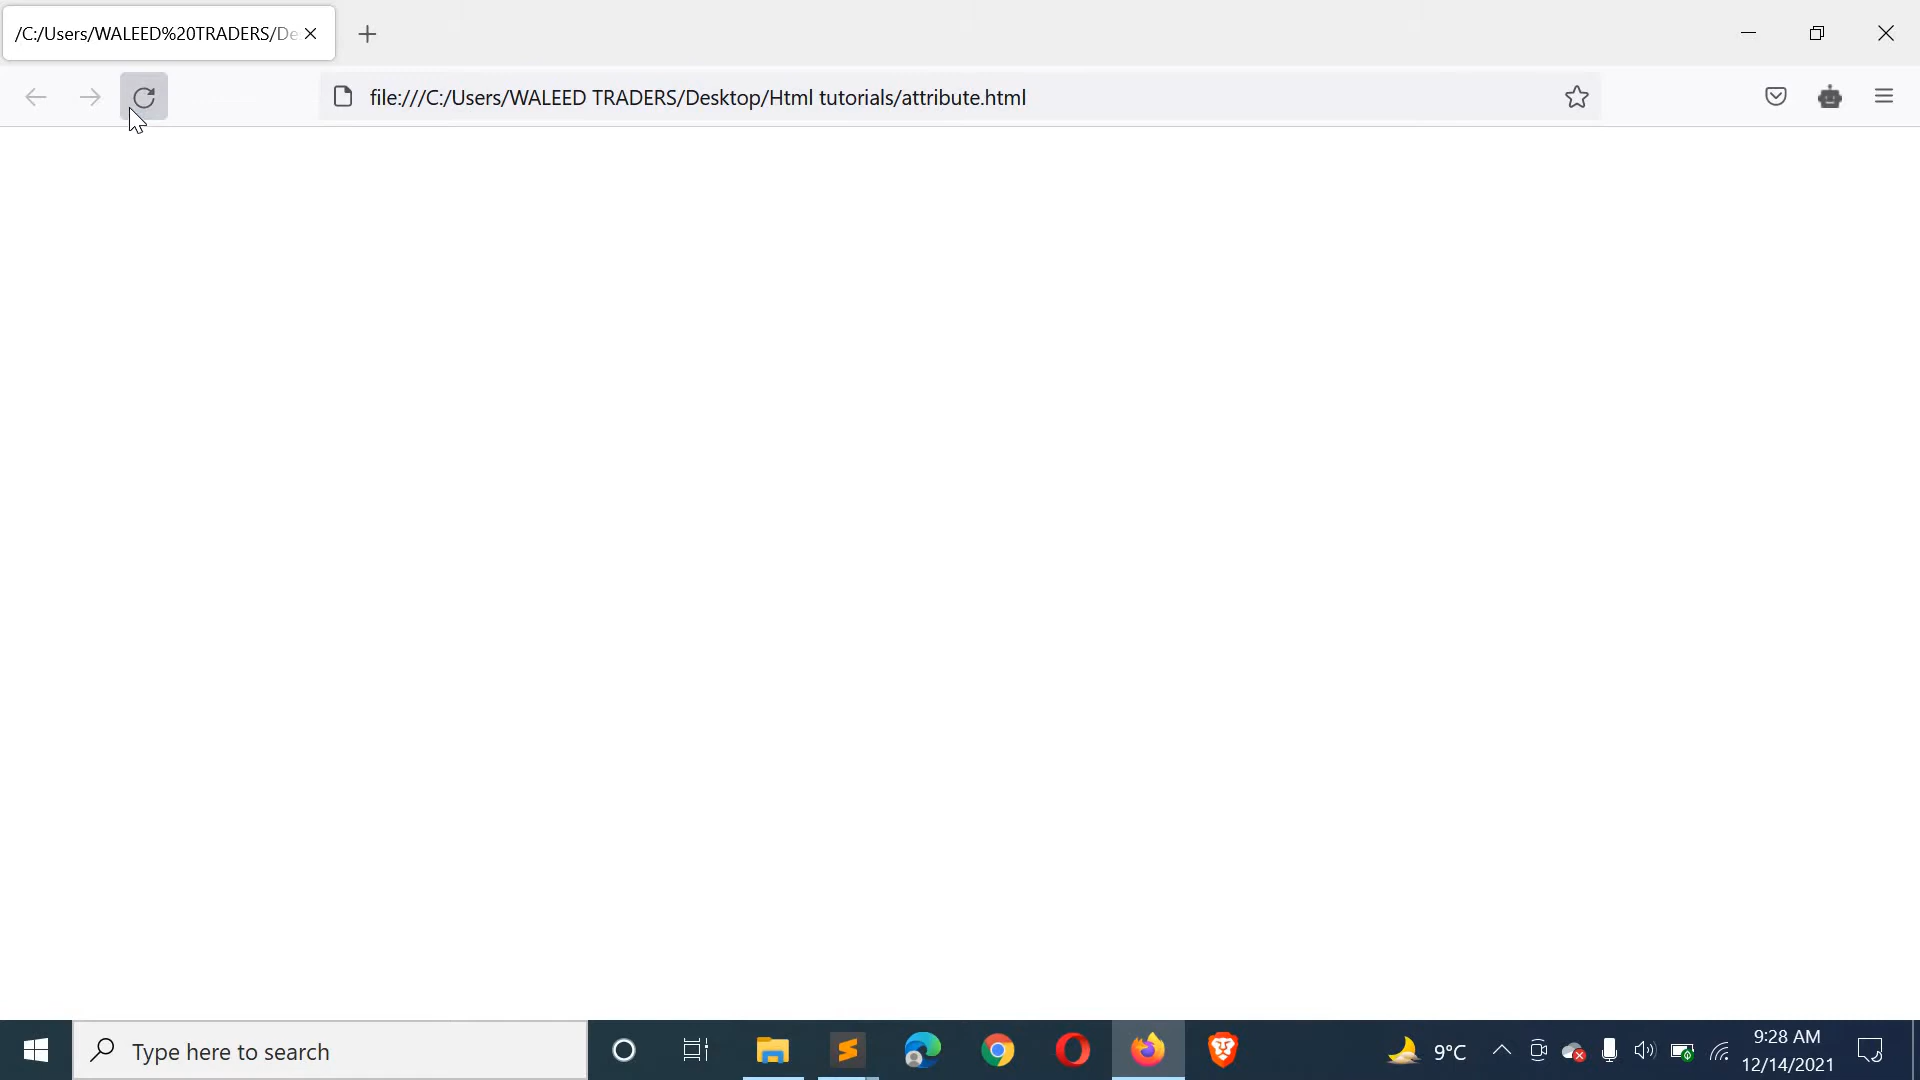 /C:/Users/WALEED%20TRADERS/De
file:///C:/Users/WALEED TRADERS/Desktop/Html tutorials/attribute.html
Type here to search
9°C
9:28 AM
12/14/2021